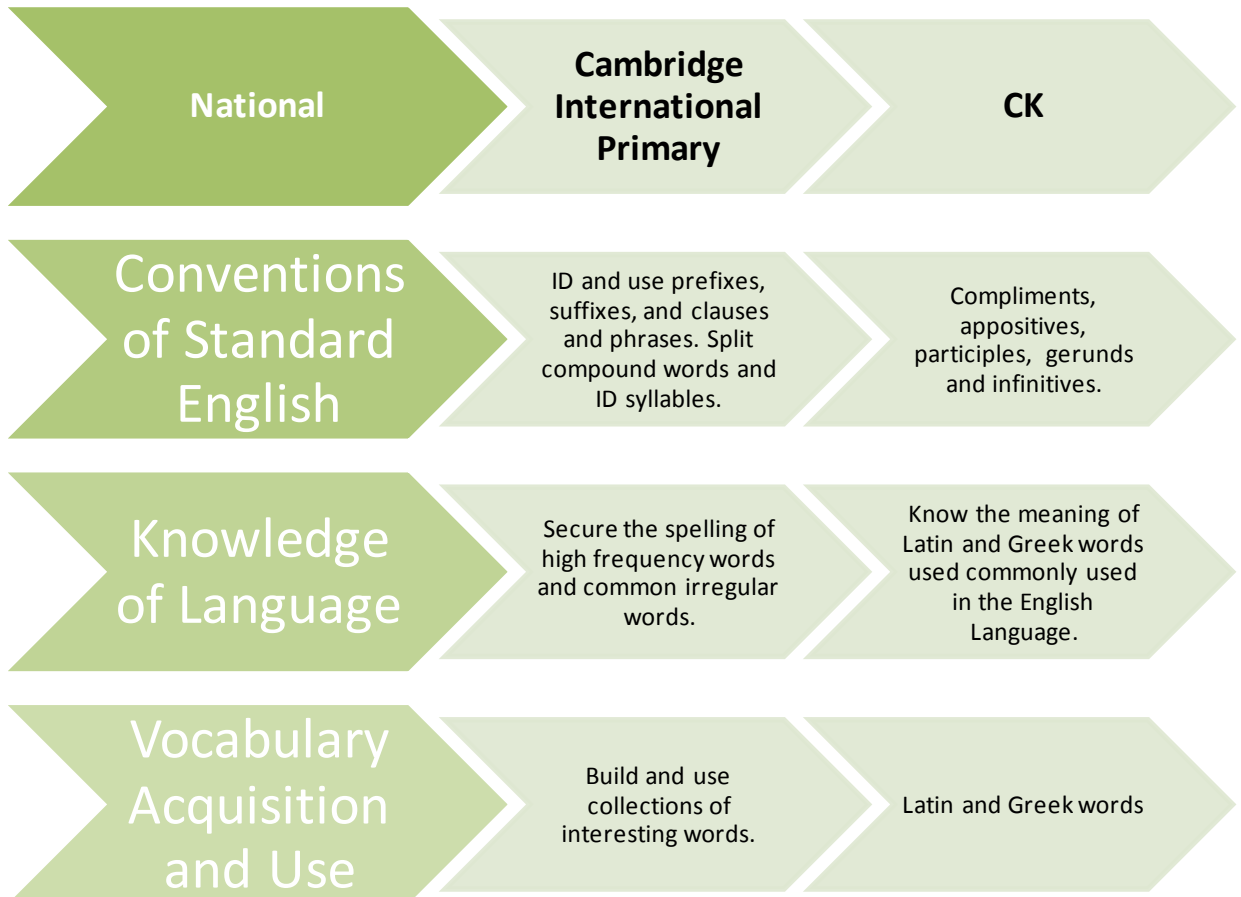 National
Cambridge
International
Primary
CK
Conventions
of Standard
English
ID and use prefixes,
suffixes, and clauses
and phrases. Split
compound words and
ID syllables.
Compliments,
appositives,
participles, gerunds
and infinitives.
Knowledge
of Language
Secure the spelling of
high frequency words
and common irregular
words.
Know the meaning of
Latin and Greek words
used commonly used
in the English
Language.
Vocabulary
Acquisition
and Use
Build and use
collections of
interesting words.
Latin and Greek words